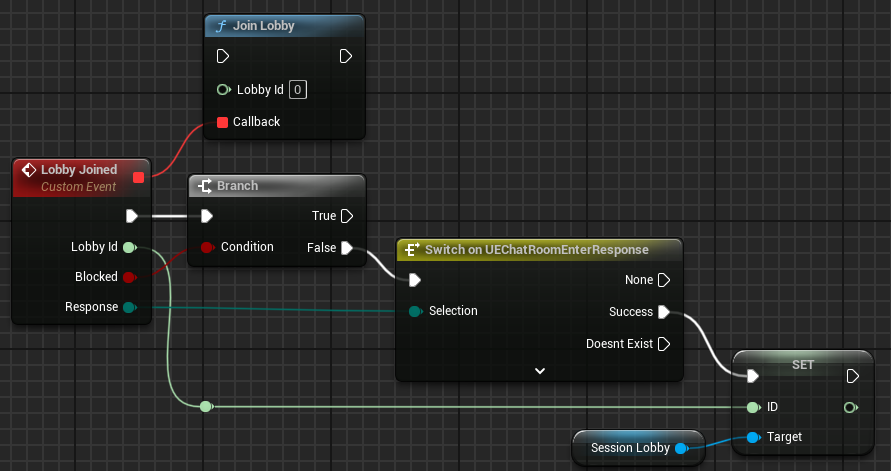 Join Lobby
Lobby Id 0
Callback
Lobby Joined
Custom Event
Lobby Id
Blocked
Response
Branch
True
Condition
False
Switch on UEChatRoomEnterResponse
None
Selection
Success
Doesnt Exist
SET
ID
Target
Session Lobby